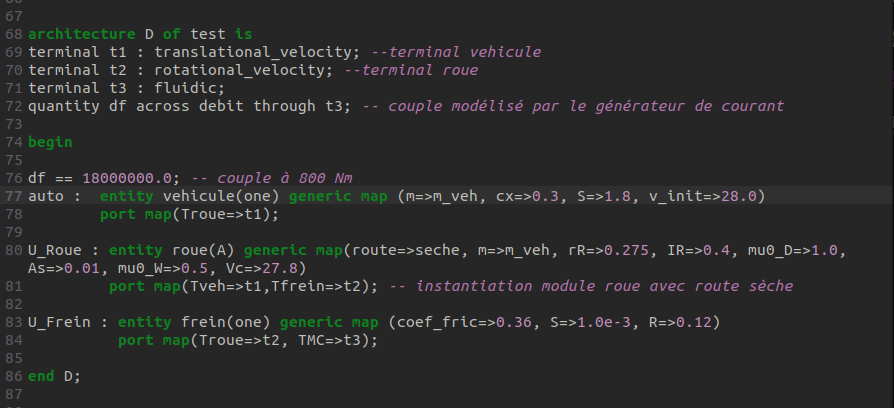 67
68 architecture D of test is
69 terminal t1 : translational_velocity; --terminal vehicule
70 terminal t2 : rotational_velocity; --terminal roue
71 terminal t3 : fluidic;
72 quantity df across debit through t3; -- couple modélisé par le générateur de courant
73
74 begin
75
76 df == 18000000.0; -- couple à 800 Nm
77 auto :  entity vehicule(one) generic map (m=>m_veh, cx=>0.3, S=>1.8, v_init=>28.0)
78         port map(Troue=>t1);
79
80 U_Roue : entity roue(A) generic map(route=>seche, m=>m_veh, rR=>0.275, IR=>0.4, mu0_D=>1.0,
As=>0.01, mu0_W=>0.5, Vc=>27.8)
81          port map(Tveh=>t1,Tfrein=>t2); -- instantiation module roue avec route sèche
82
83 U_Frein : entity frein(one) generic map (coef_fric=>0.36, S=>1.0e-3, R=>0.12)
84           port map(Troue=>t2, TMC=>t3);
85
86 end D;
87